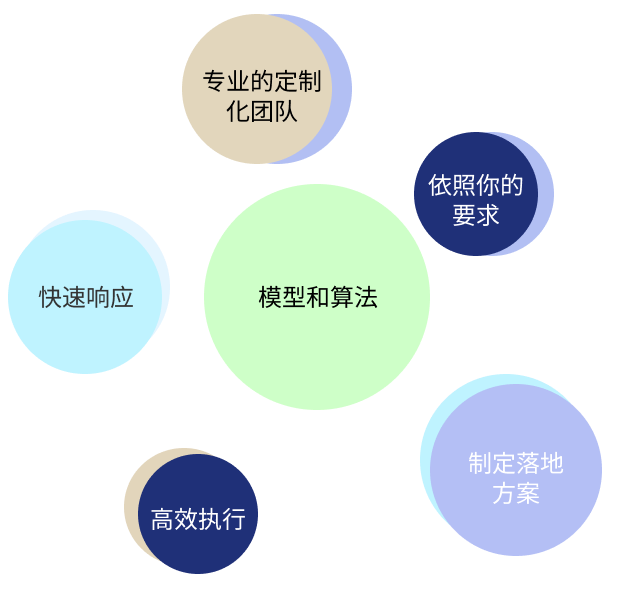 专业的定制
化团队
依照你的
要求
快速响应
模型和算法
制定落地
方案
高效执行